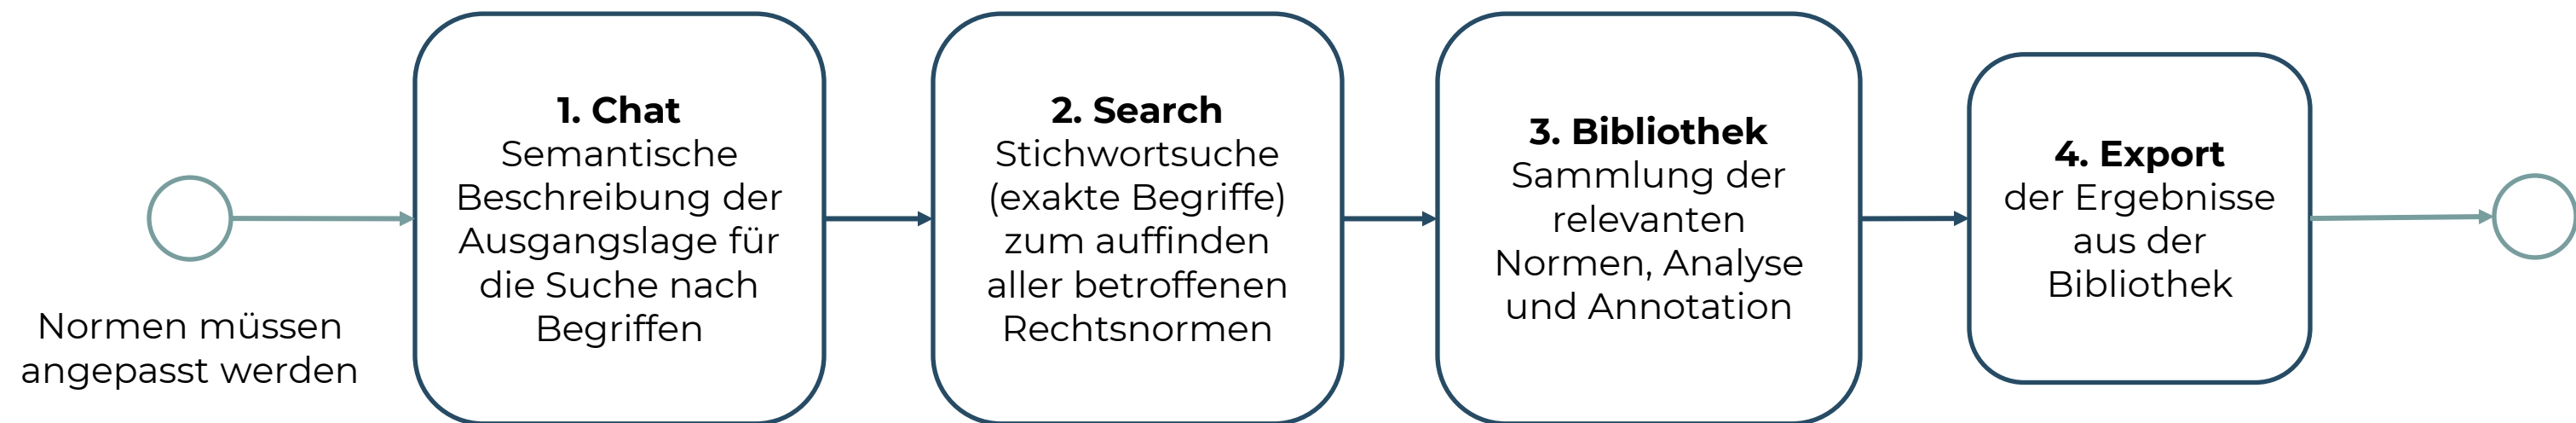 Normen müssen
angepasst werden
1. Chat
Semantische
Beschreibung der
Ausgangslage für
die Suche nach
Begriffen
2. Search
Stichwortsuche
(exakte Begriffe)
zum auffinden
aller betroffenen
Rechtsnormen
3. Bibliothek
Sammlung der
relevanten
Normen, Analyse
und Annotation
4. Export
der Ergebnisse
aus der
Bibliothek